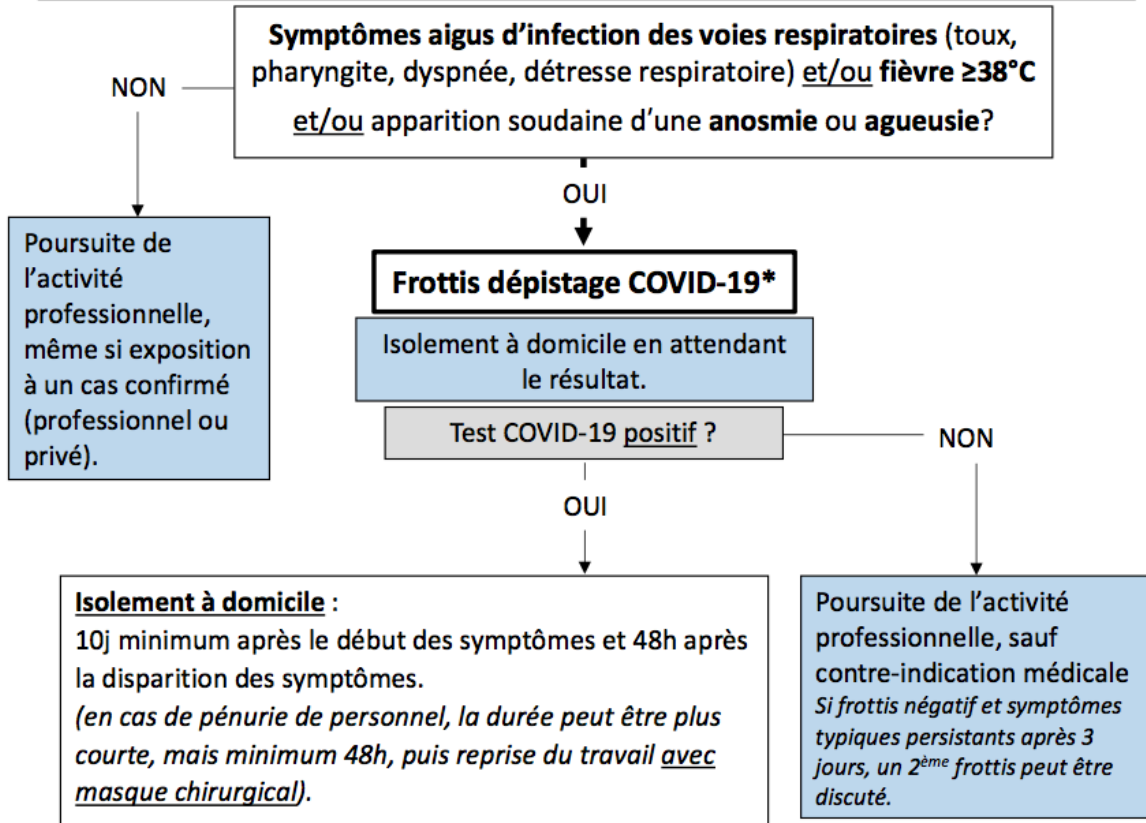 Symptômes aigus d’infection des voies respiratoires (toux,
pharyngite, dyspnée, détresse respiratoire) et/ou fièvre ≥38°C
et/ou apparition soudaine d’une anosmie ou agueusie?
NON
OUI
Poursuite de
l’activité
professionnelle,
même si exposition
à un cas confirmé
(professionnel ou
privé).
Frottis dépistage COVID-19*
Isolement à domicile en attendant
le résultat.
Test COVID-19 positif ?
NON
OUI
Isolement à domicile :
10j minimum après le début des symptômes et 48h après
la disparition des symptômes.
(en cas de pénurie de personnel, la durée peut être plus
courte, mais minimum 48h, puis reprise du travail avec
masque chirurgical).
Poursuite de l’activité
professionnelle, sauf
contre-indication médicale
Si frottis négatif et symptômes
typiques persistants après 3
jours, un 2ème frottis peut être
discuté.